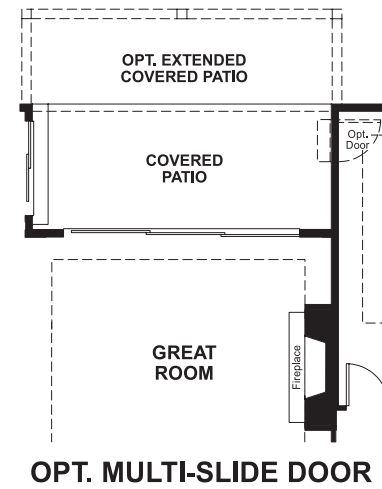 OPT. EXTENDED
COVERED PATIO
Opt.
Door
COVERED
PATIO
GREAT
ROOM
Fireplace
OPT. MULTI-SLIDE DOOR